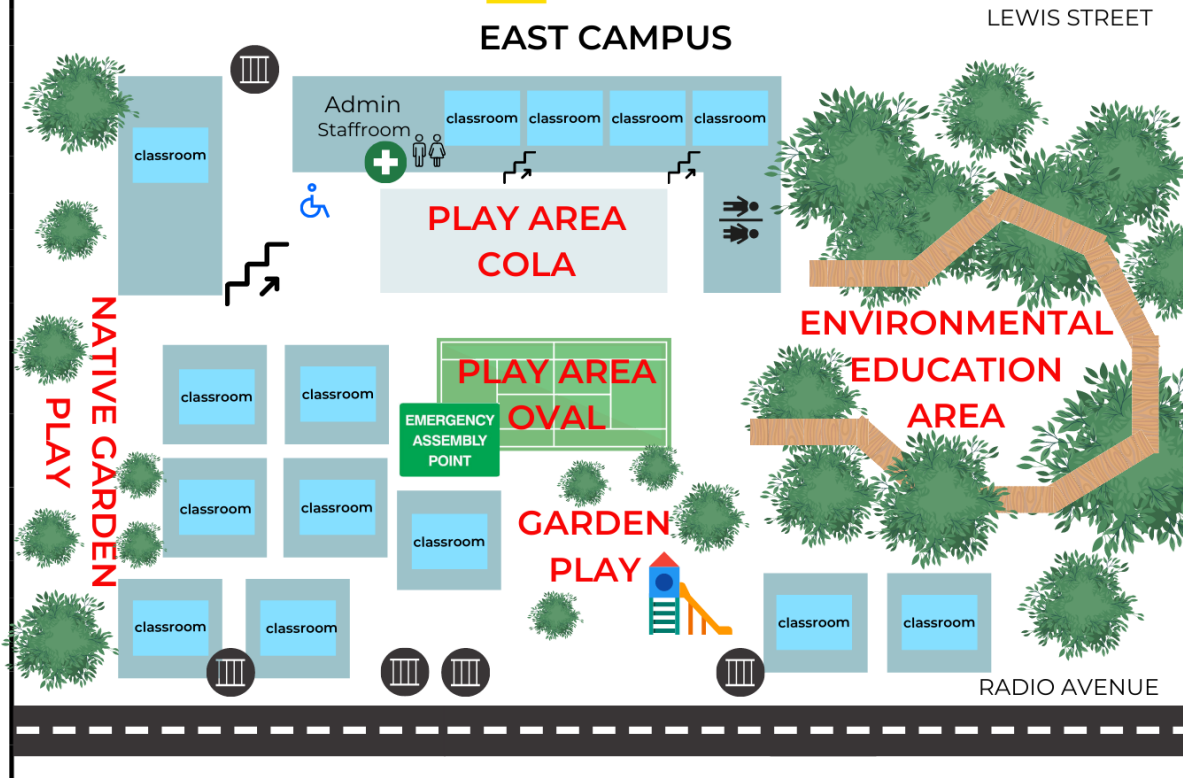 LEWIS STREET
EAST CAMPUS
Admin
Staffroom
classroom
classroom
classroom
classroom
classroom
PLAY AREA
COLA
NATIVE GARDEN
PLAY
ENVIRONMENTAL
EDUCATION
AREA
PLAY AREA
OVAL
EMERGENCY
ASSEMBLY
POINT
classroom
classroom
classroom
classroom
classroom
GARDEN
PLAY
classroom
classroom
classroom
classroom
RADIO AVENUE